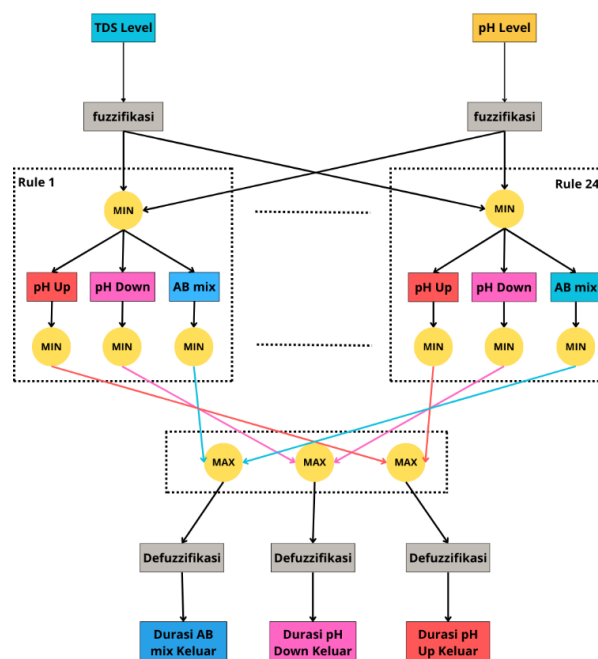 TDS Level
pH Level
fuzzifikasi
fuzzifikasi
Rule 1
Rule 24
MIN
MIN
pH Up
pH Down
AB mix
pH Up
pH Down
AB mix
MIN
MIN
MIN
MIN
MIN
MIN
MAX
MAX
MAX
Defuzzifikasi
Defuzzifikasi
Defuzzifikasi
Durasi AB
mix Keluar
Durasi pH
Down Keluar
Durasi pH
Up Keluar